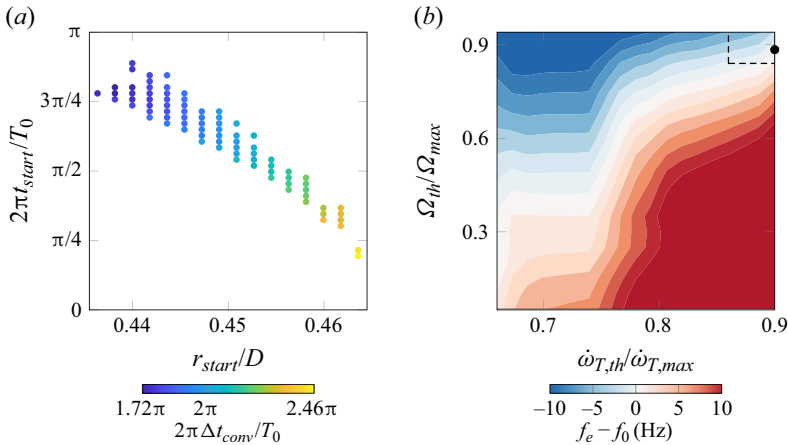 (a)
π
3π/4
π/2
π/4
0
2πt_start/T_0
0.44 0.45 0.46
r_start/D
1.72π 2π 2.46π
2πΔt_conv/T_0
(b)
0.9
0.6
0.3
Ω_th/Ω_max
0.7 0.8 0.9
ω̇_T,th/ω̇_T,max
−10 −5 0 5 10
f_e − f_0 (Hz)